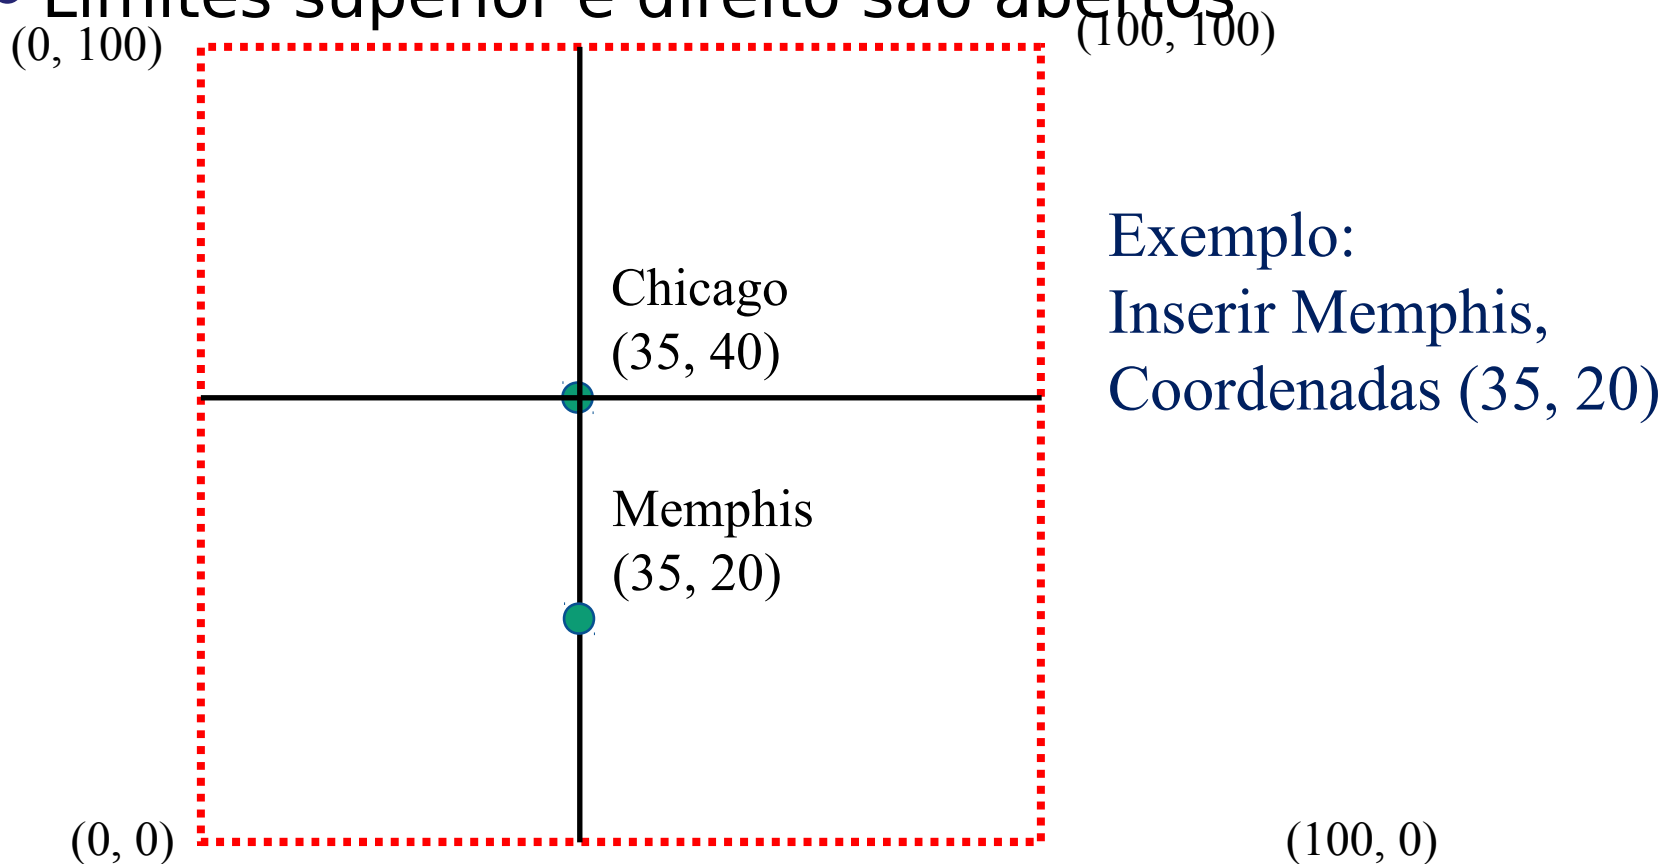 • Limites superior e direito são abertos
(0, 100)
(100, 100)
Chicago
(35, 40)
Exemplo:
Inserir Memphis,
Coordenadas (35, 20)
Memphis
(35, 20)
(0, 0)
(100, 0)